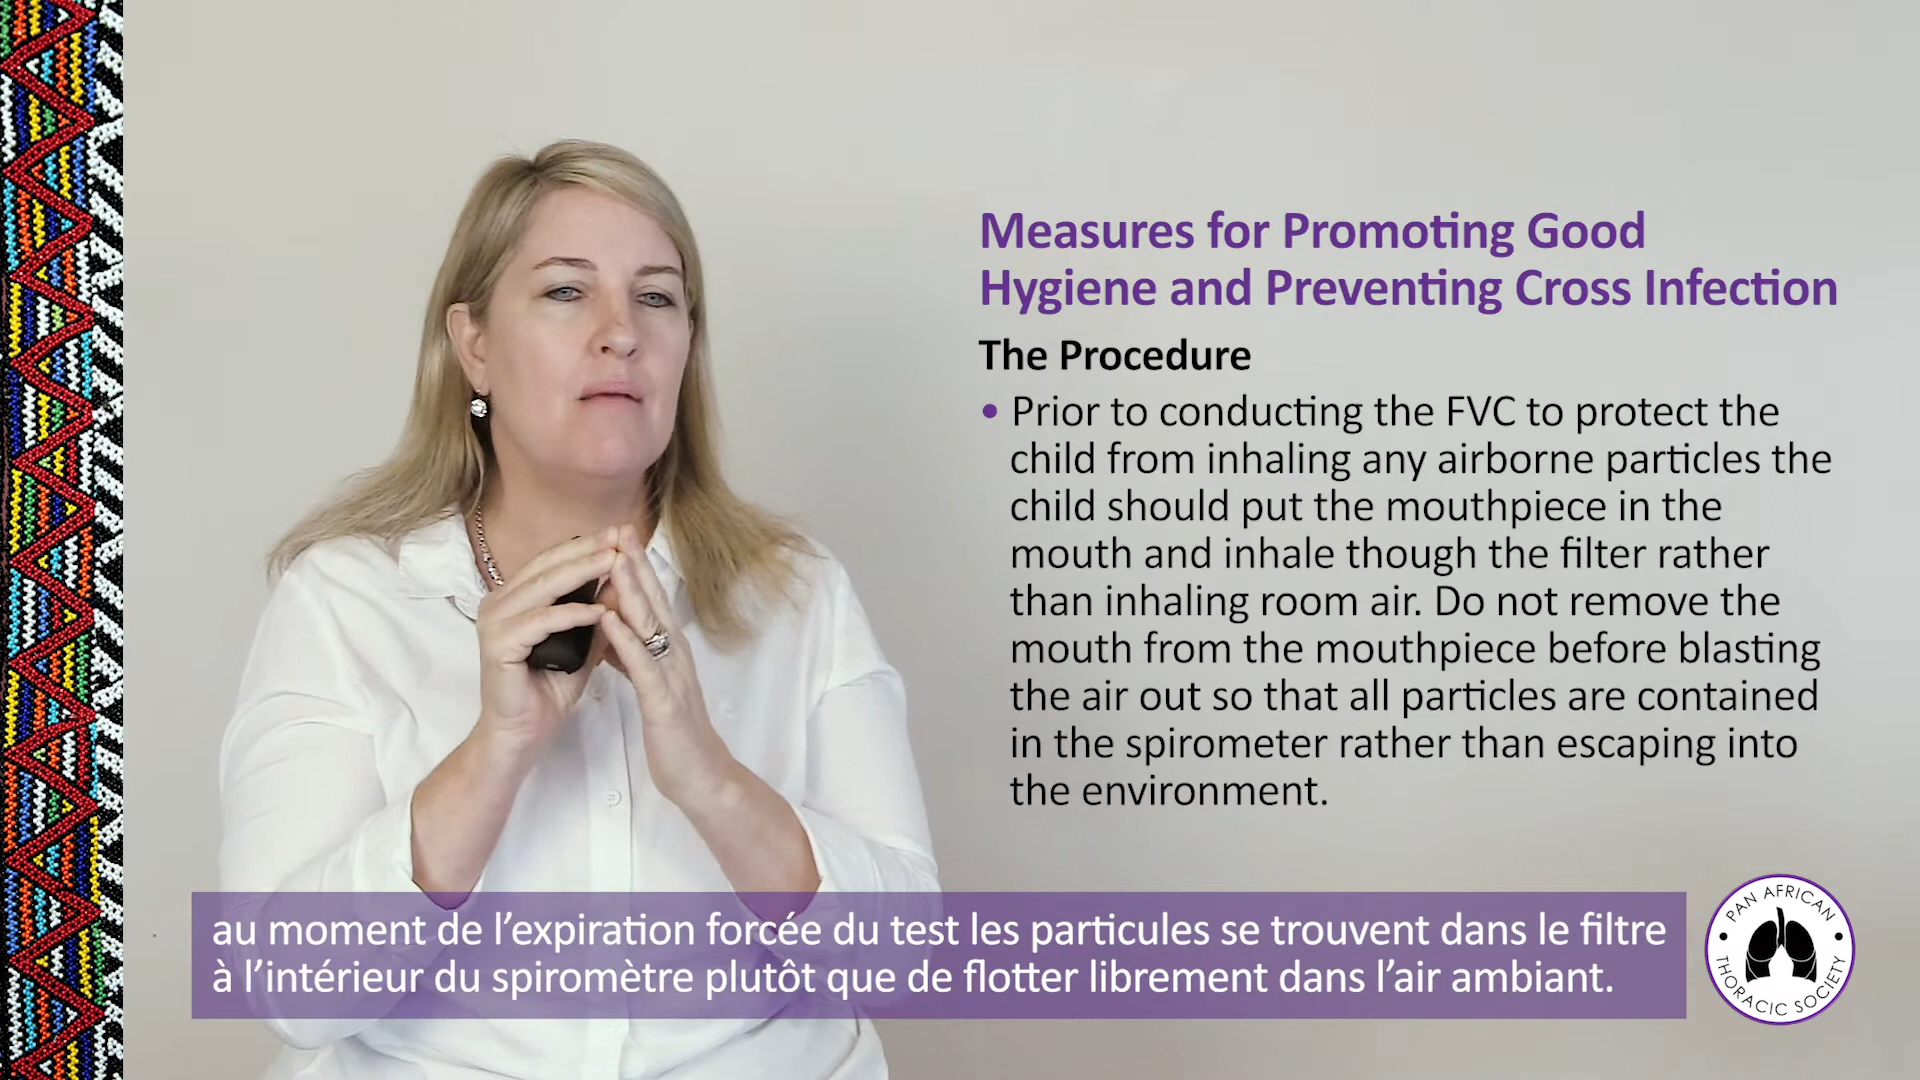 Measures for Promoting Good
Hygiene and Preventing Cross Infection
The Procedure
• Prior to conducting the FVC to protect the
child from inhaling any airborne particles the
child should put the mouthpiece in the
mouth and inhale though the filter rather
than inhaling room air. Do not remove the
mouth from the mouthpiece before blasting
the air out so that all particles are contained
in the spirometer rather than escaping into
the environment.
au moment de l’expiration forcée du test les particules se trouvent dans le filtre
à l’intérieur du spiromètre plutôt que de flotter librement dans l’air ambiant.
PAN AFRICAN
THORACIC SOCIETY